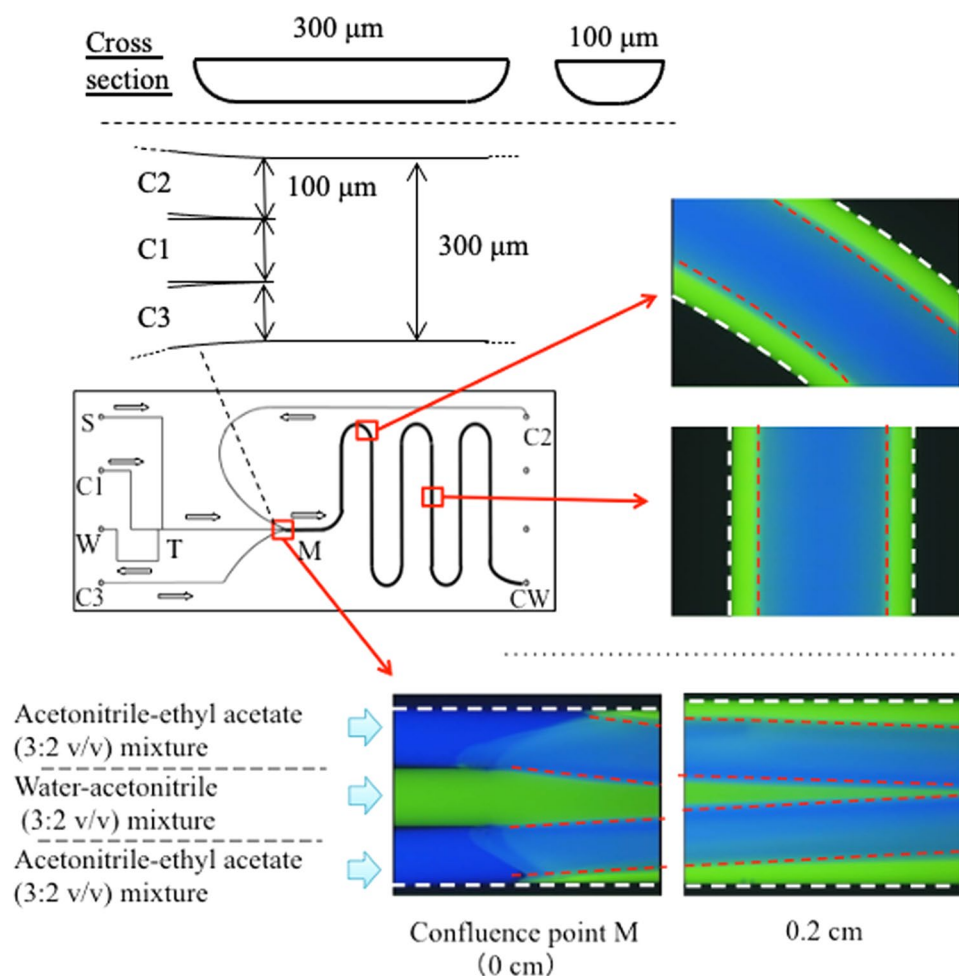 Cross
section
300 μm
100 μm
C2
C1
C3
100 μm
300 μm
S
C1
W
T
C3
M
C2
CW
Acetonitrile-ethyl acetate
(3:2 v/v) mixture
Water-acetonitrile
(3:2 v/v) mixture
Acetonitrile-ethyl acetate
(3:2 v/v) mixture
Confluence point M
(0 cm)
0.2 cm